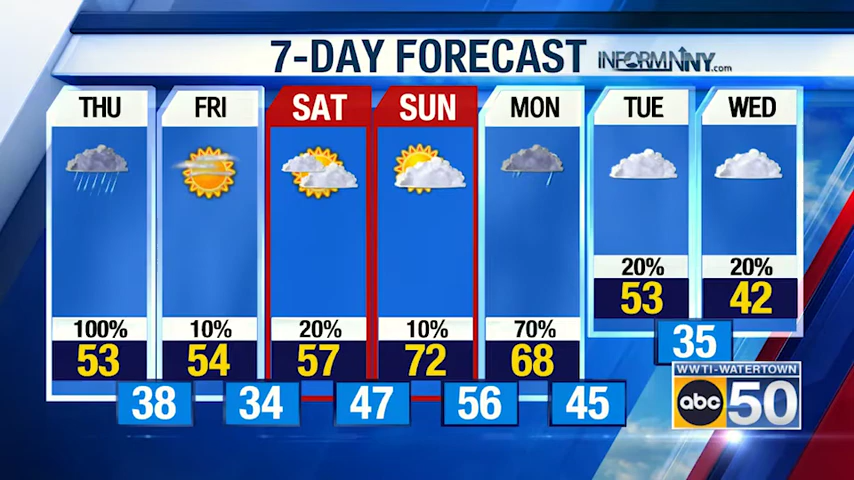 7-DAY FORECAST INFORMNNY.com
THU FRI SAT SUN MON TUE WED
20% 20%
53 42
100% 10% 20% 10% 70%
53 54 57 72 68
35
38 34 47 56 45
WWTI-WATERTOWN
abc 50